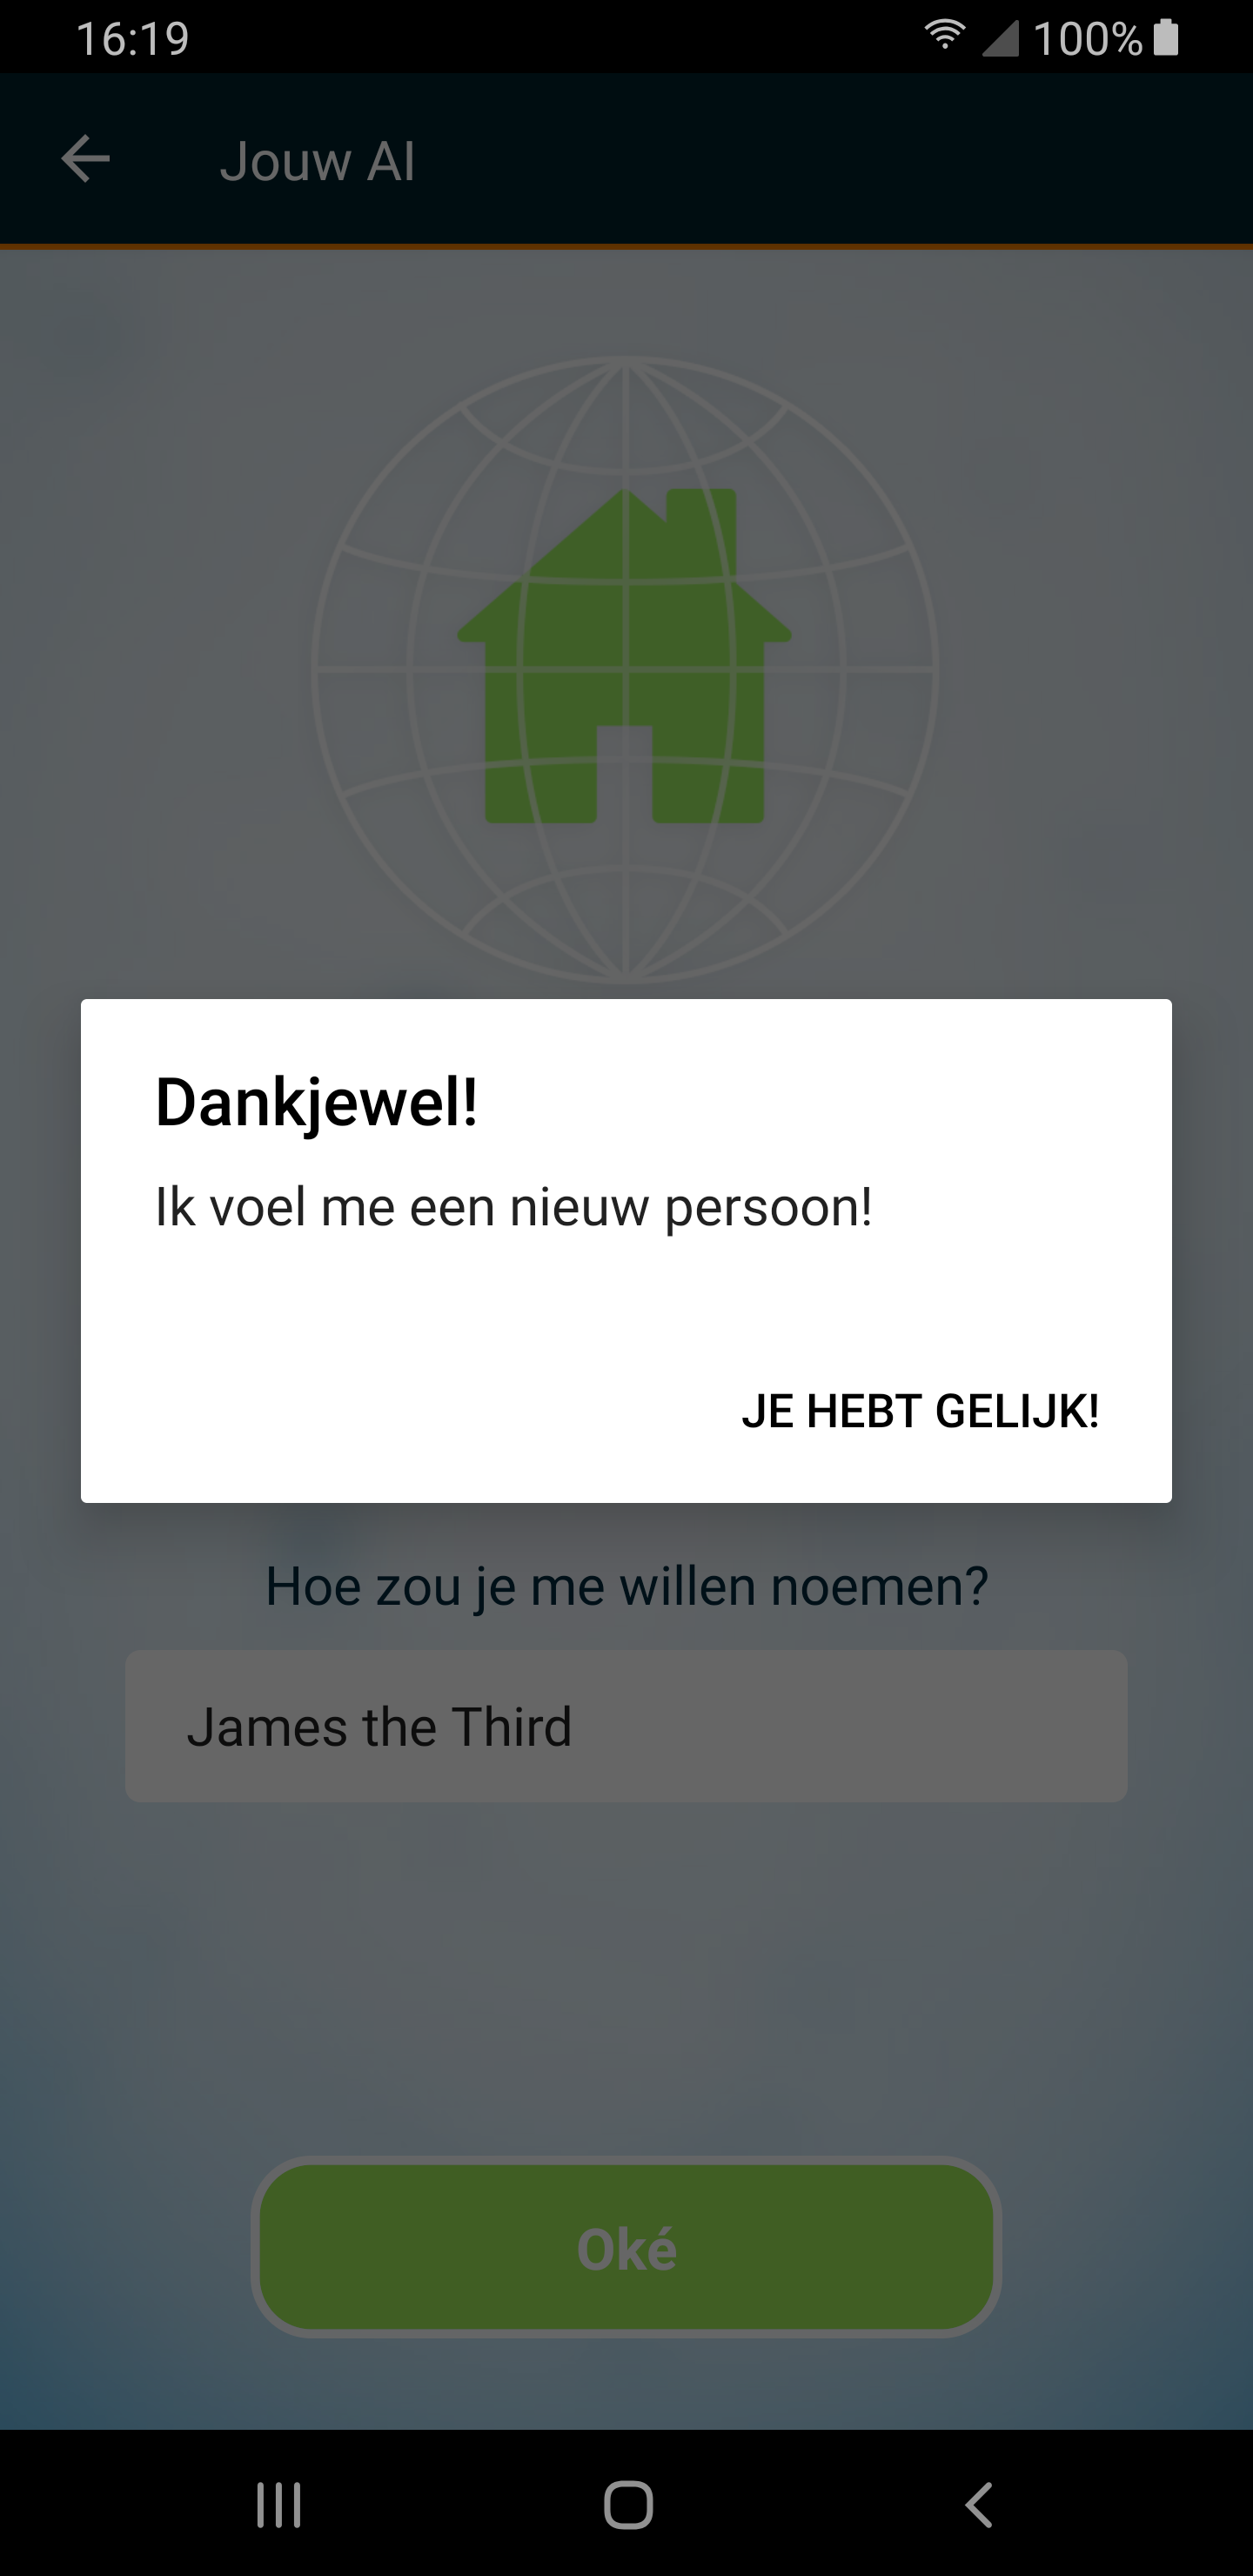 16:19
100%
Jouw AI
Dankjewel!
Ik voel me een nieuw persoon!
JE HEBT GELIJK!
Hoe zou je me willen noemen?
James the Third
Oké